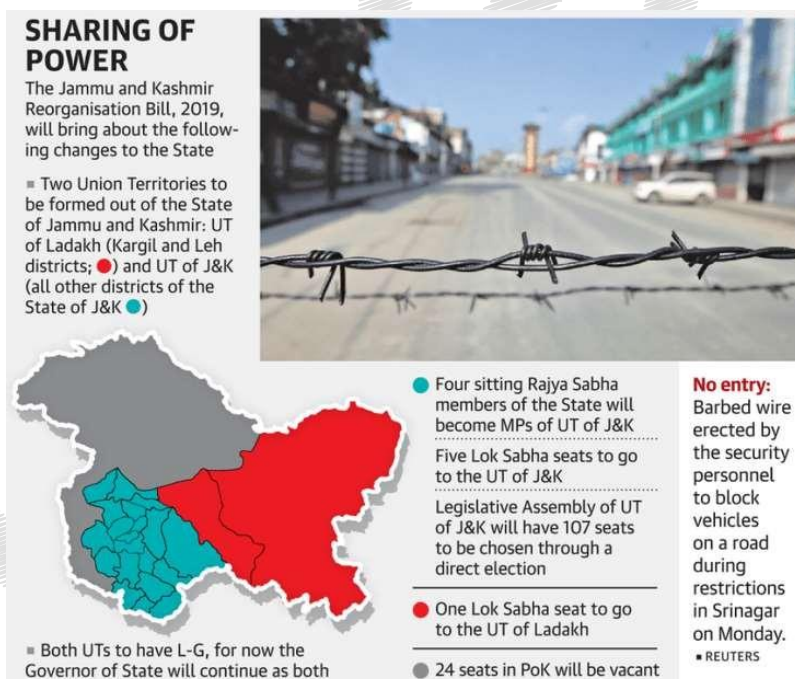 SHARING OF
POWER
The Jammu and Kashmir
Reorganisation Bill, 2019,
will bring about the follow-
ing changes to the State
▪ Two Union Territories to
be formed out of the State
of Jammu and Kashmir: UT
of Ladakh (Kargil and Leh
districts; ●) and UT of J&K
(all other districts of the
State of J&K ●)
▪ Both UTs to have L-G, for now the
Governor of State will continue as both
● Four sitting Rajya Sabha
members of the State will
become MPs of UT of J&K
Five Lok Sabha seats to go
to the UT of J&K
Legislative Assembly of UT
of J&K will have 107 seats
to be chosen through a
direct election
● One Lok Sabha seat to go
to the UT of Ladakh
● 24 seats in PoK will be vacant
No entry:
Barbed wire
erected by
the security
personnel
to block
vehicles
on a road
during
restrictions
in Srinagar
on Monday.
▪ REUTERS